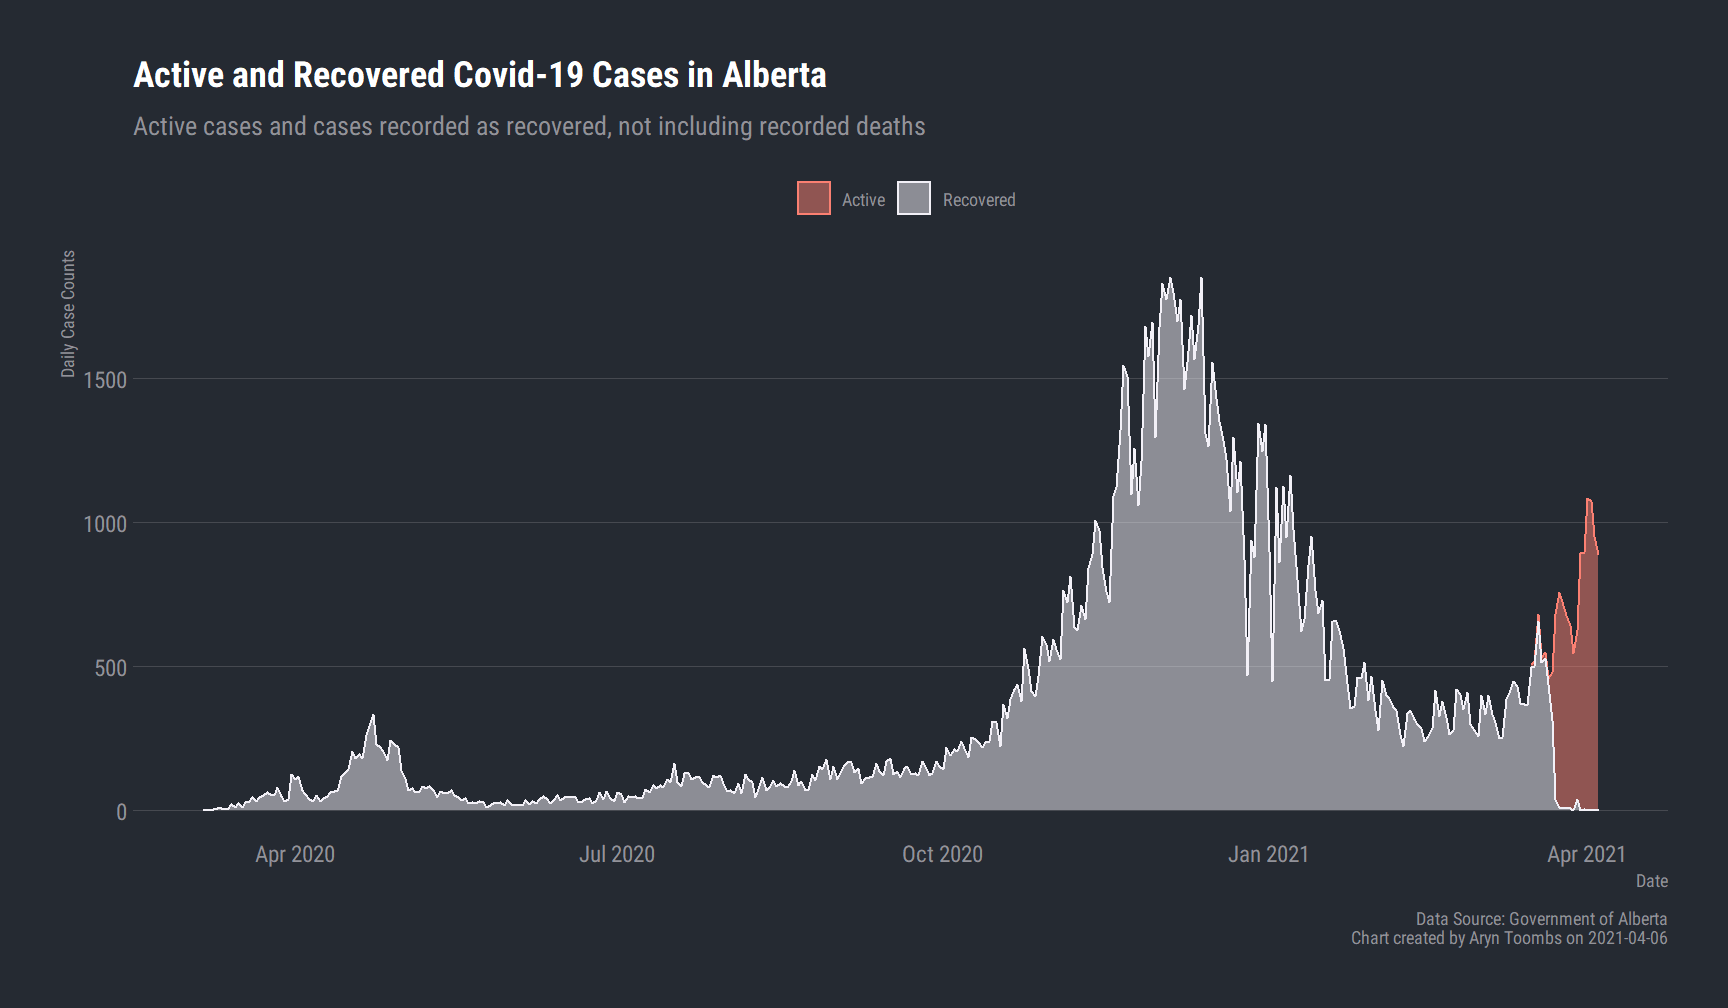 Active and Recovered Covid-19 Cases in Alberta
Active cases and cases recorded as recovered, not including recorded deaths
Active
Recovered
Daily Case Counts
1500
1000
500
0
Apr 2020
Jul 2020
Oct 2020
Jan 2021
Apr 2021
Date
Data Source: Government of Alberta
Chart created by Aryn Toombs on 2021-04-06